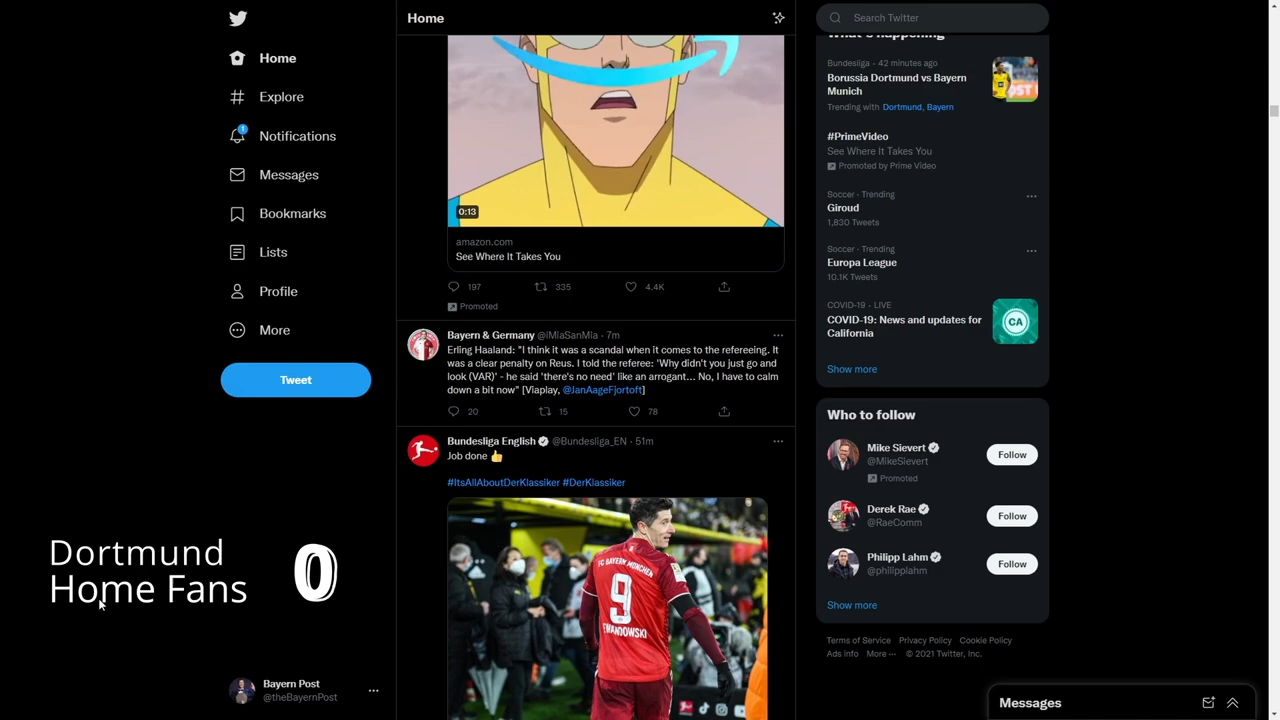 Home
Explore
1
Notifications
Messages
Bookmarks
Lists
Profile
More
Tweet
Dortmund
Home Fans
0
Bayern Post
@theBayernPost
Home
0:13
amazon.com
See Where It Takes You
197 335 4.4K
Promoted
Bayern & Germany @iMiaSanMia · 7m
Erling Haaland: "I think it was a scandal when it comes to the refereeing. It
was a clear penalty on Reus. I told the referee: 'Why didn't you just go and
look (VAR)' - he said 'there's no need' like an arrogant... No, I have to calm
down a bit now" [Viaplay, @JanAageFjortoft]
20 15 78
Bundesliga English @Bundesliga_EN · 51m
Job done 👍
#ItsAllAboutDerKlassiker #DerKlassiker
FC BAYERN MÜNCHEN
9
Search Twitter
What's happening
Bundesliga · 42 minutes ago
Borussia Dortmund vs Bayern
Munich
Trending with Dortmund, Bayern
#PrimeVideo
See Where It Takes You
Promoted by Prime Video
Soccer · Trending
Giroud
1,830 Tweets
Soccer · Trending
Europa League
10.1K Tweets
COVID-19 · LIVE
COVID-19: News and updates for
California
CA
Show more
Who to follow
Mike Sievert
@MikeSievert
Promoted
Follow
Derek Rae
@RaeComm
Follow
Philipp Lahm
@philipplahm
Follow
Show more
Terms of Service Privacy Policy Cookie Policy
Ads info More ··· © 2021 Twitter, Inc.
Messages